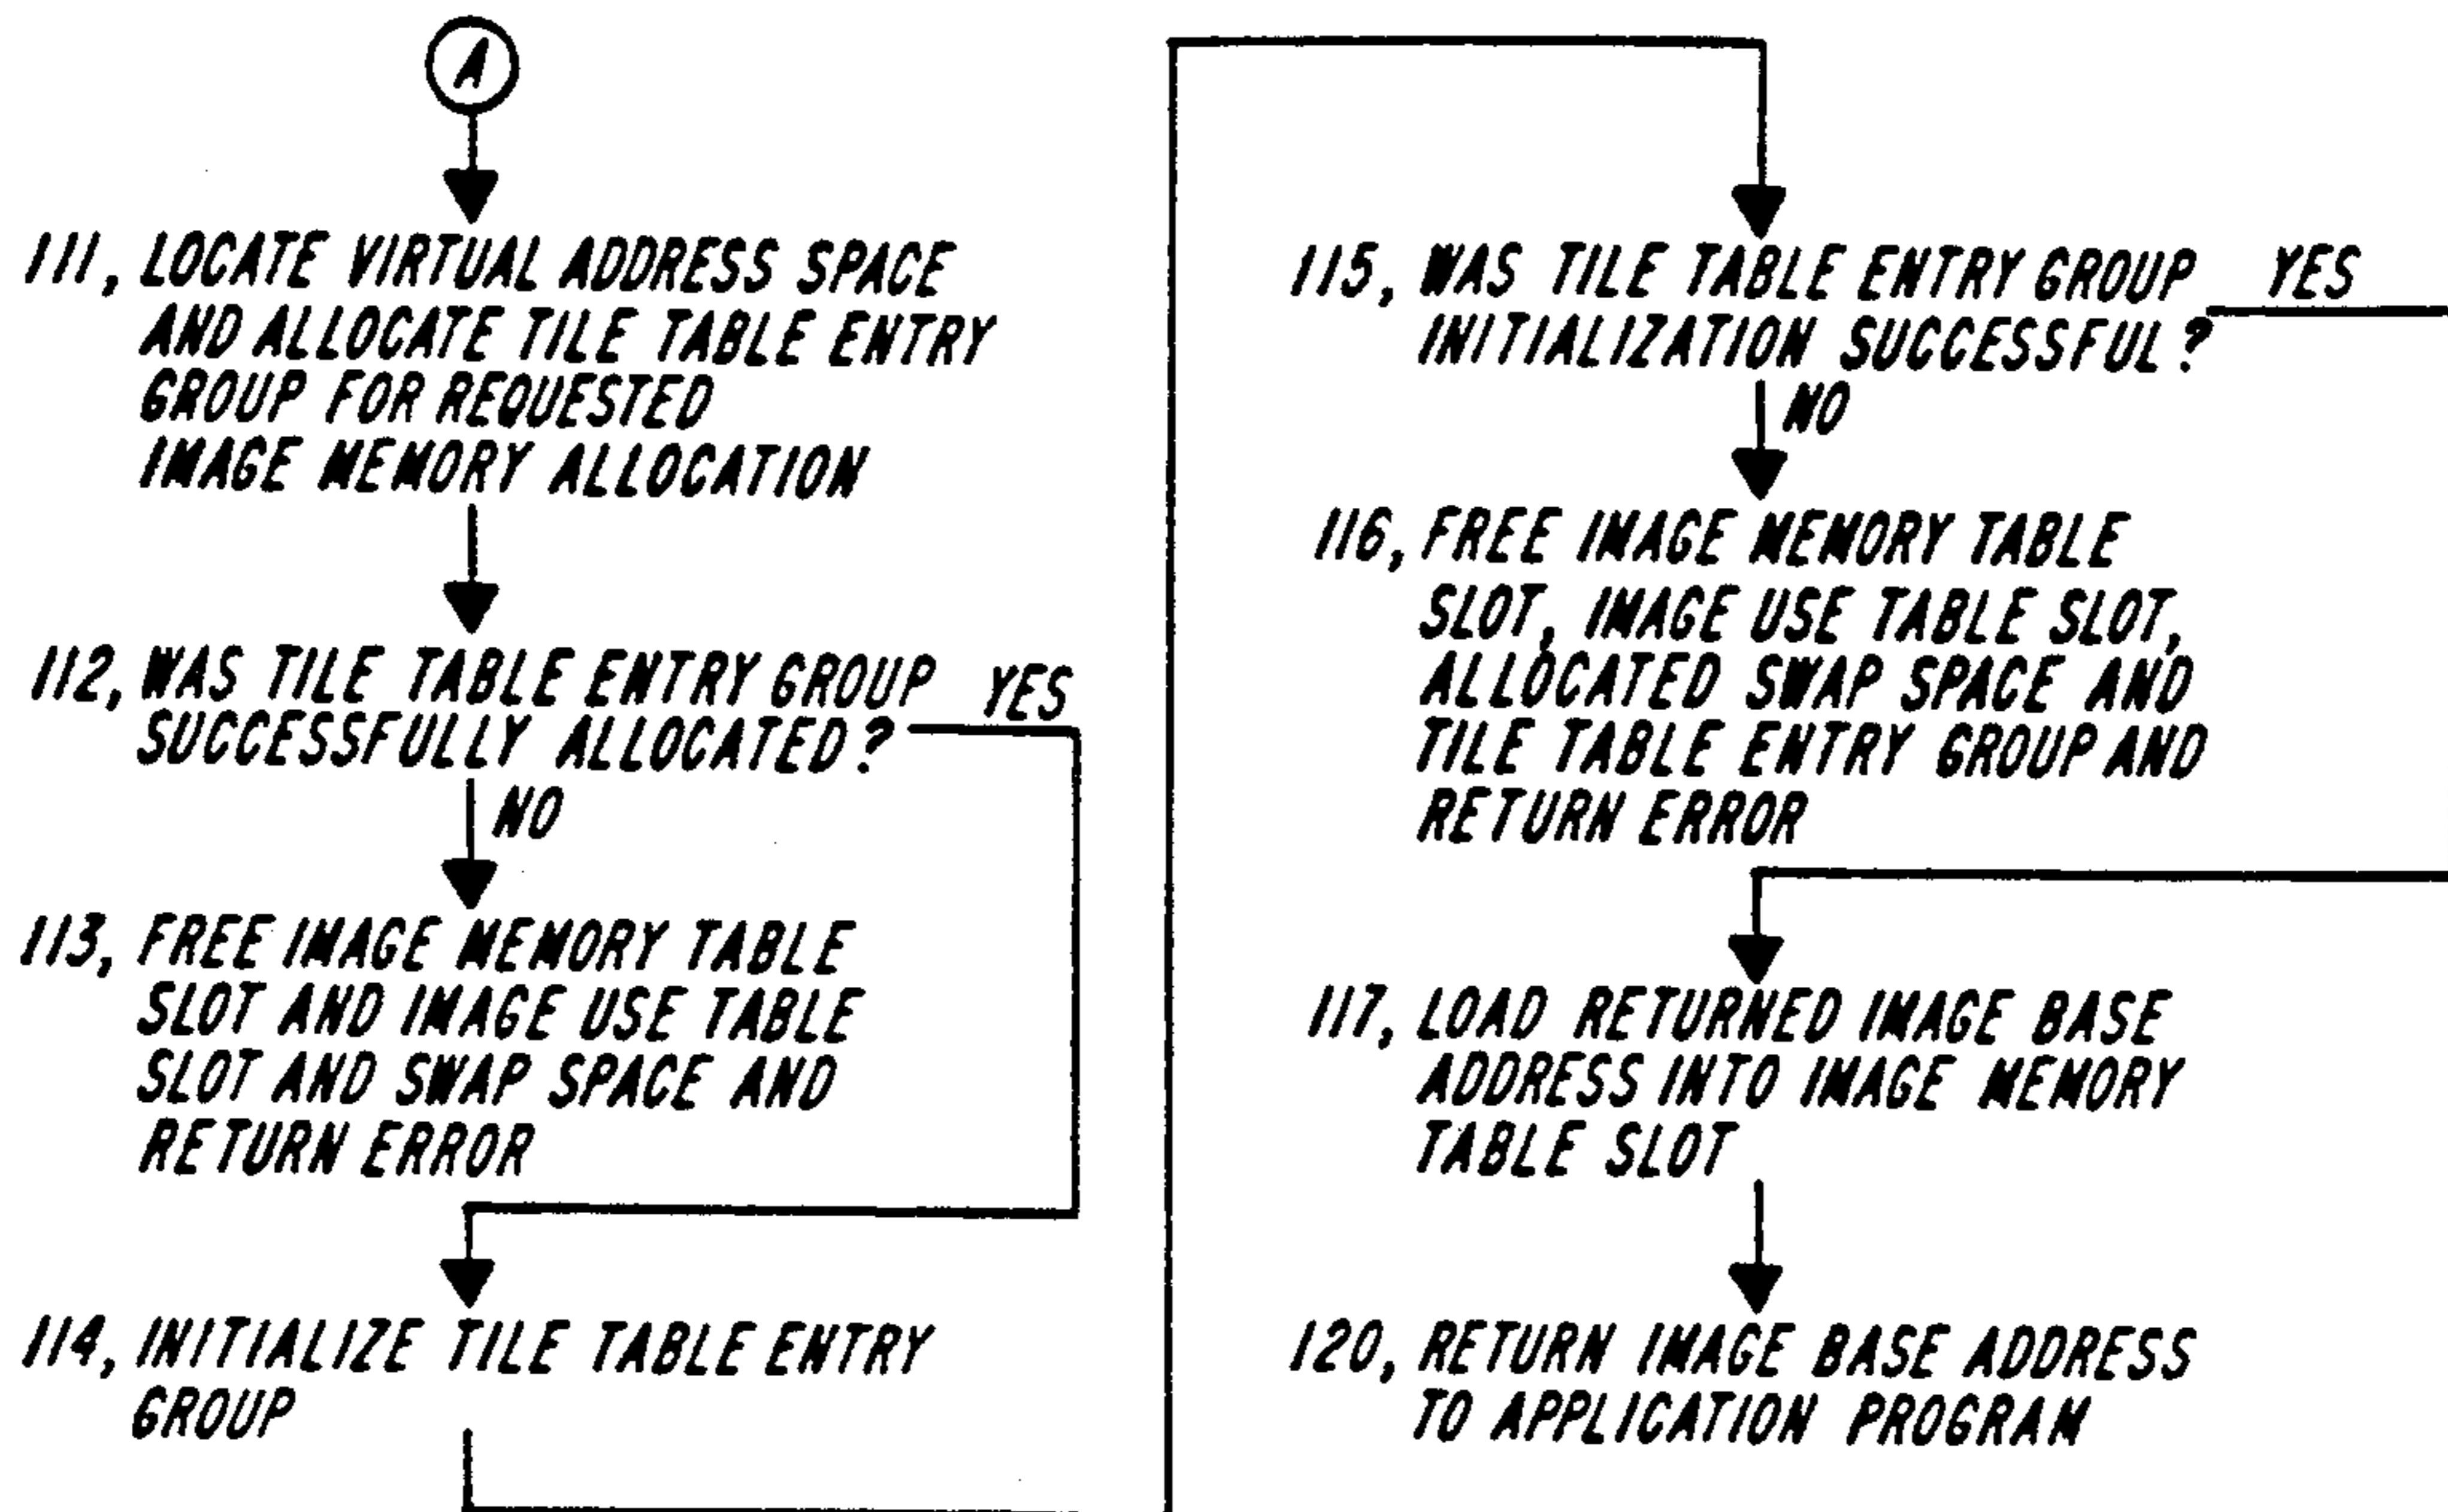 A
111, LOCATE VIRTUAL ADDRESS SPACE
AND ALLOCATE TILE TABLE ENTRY
GROUP FOR REQUESTED
IMAGE MEMORY ALLOCATION
112, WAS TILE TABLE ENTRY GROUP YES
SUCCESSFULLY ALLOCATED?
NO
113, FREE IMAGE MEMORY TABLE
SLOT AND IMAGE USE TABLE
SLOT AND SWAP SPACE AND
RETURN ERROR
114, INITIALIZE TILE TABLE ENTRY
GROUP
115, WAS TILE TABLE ENTRY GROUP YES
INITIALIZATION SUCCESSFUL?
NO
116, FREE IMAGE MEMORY TABLE
SLOT, IMAGE USE TABLE SLOT,
ALLOCATED SWAP SPACE AND
TILE TABLE ENTRY GROUP AND
RETURN ERROR
117, LOAD RETURNED IMAGE BASE
ADDRESS INTO IMAGE MEMORY
TABLE SLOT
120, RETURN IMAGE BASE ADDRESS
TO APPLICATION PROGRAM